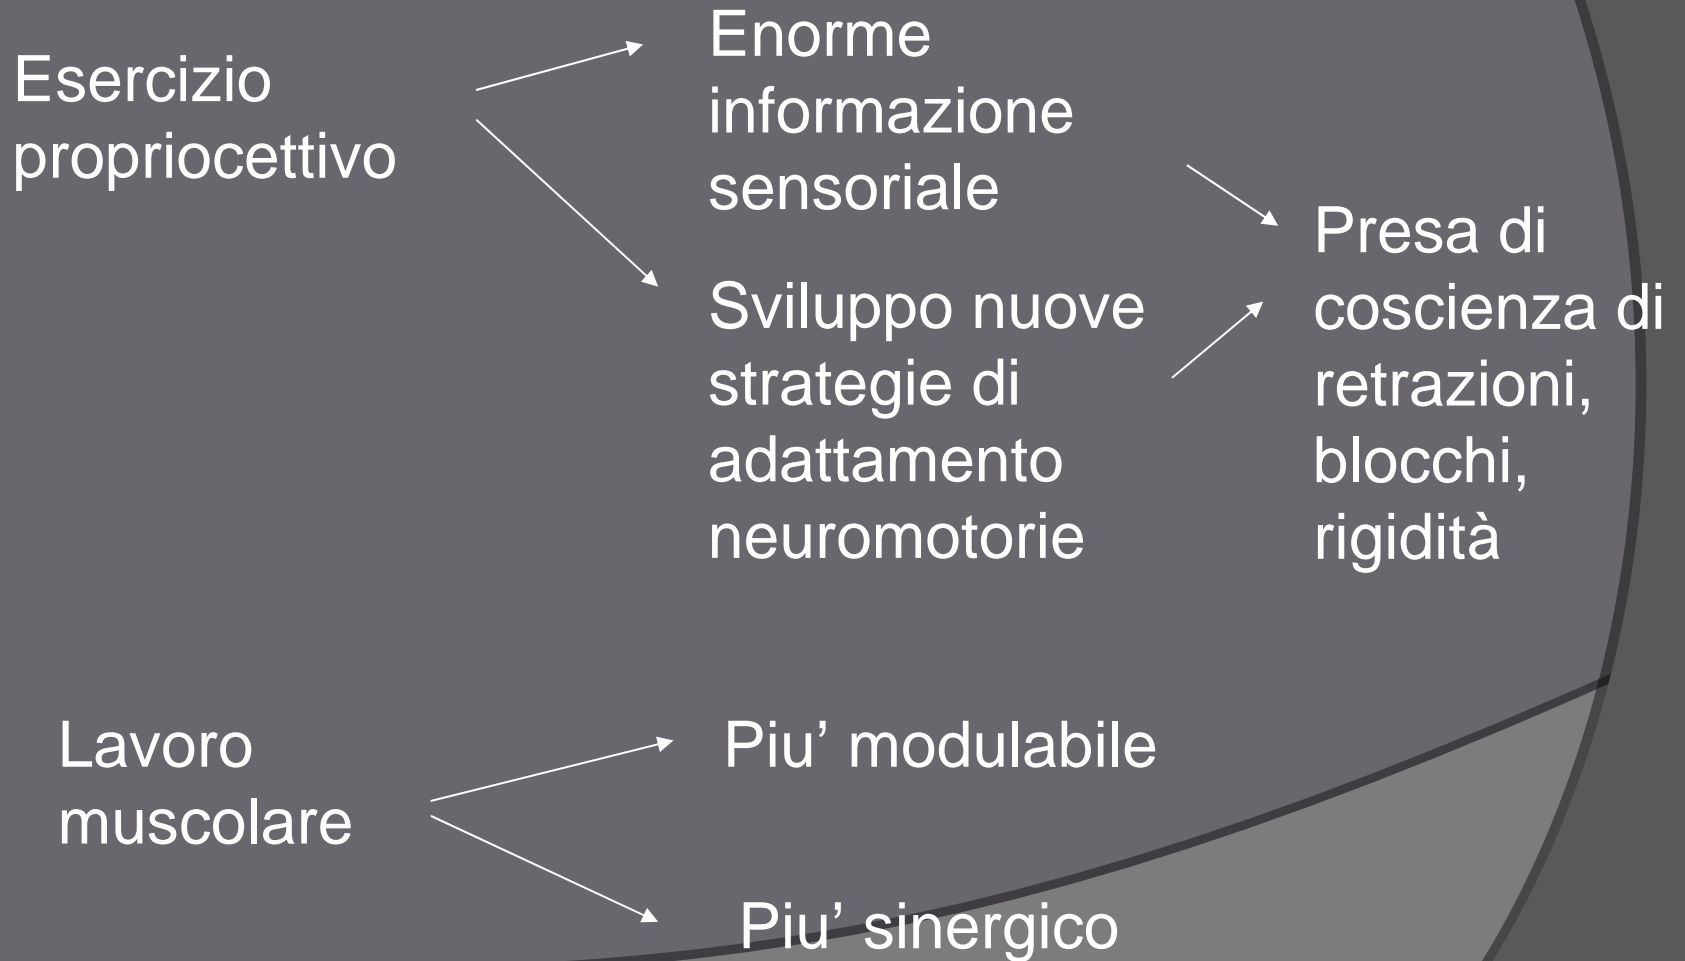 Esercizio
propriocettivo
Enorme
informazione
sensoriale
Sviluppo nuove
strategie di
adattamento
neuromotorie
Presa di
coscienza di
retrazioni,
blocchi,
rigidità
Lavoro
muscolare
Piu’ modulabile
Piu’ sinergico